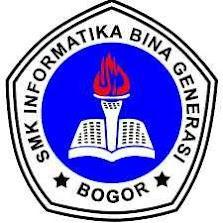 SMK INFORMATIKA BINA GENERASI
BOGOR